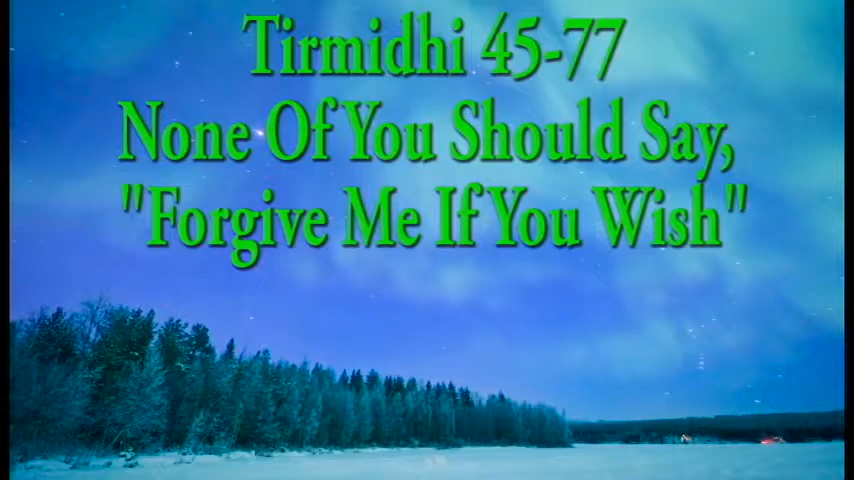 Tirmidhi 45-77
None Of You Should Say,
"Forgive Me If You Wish"